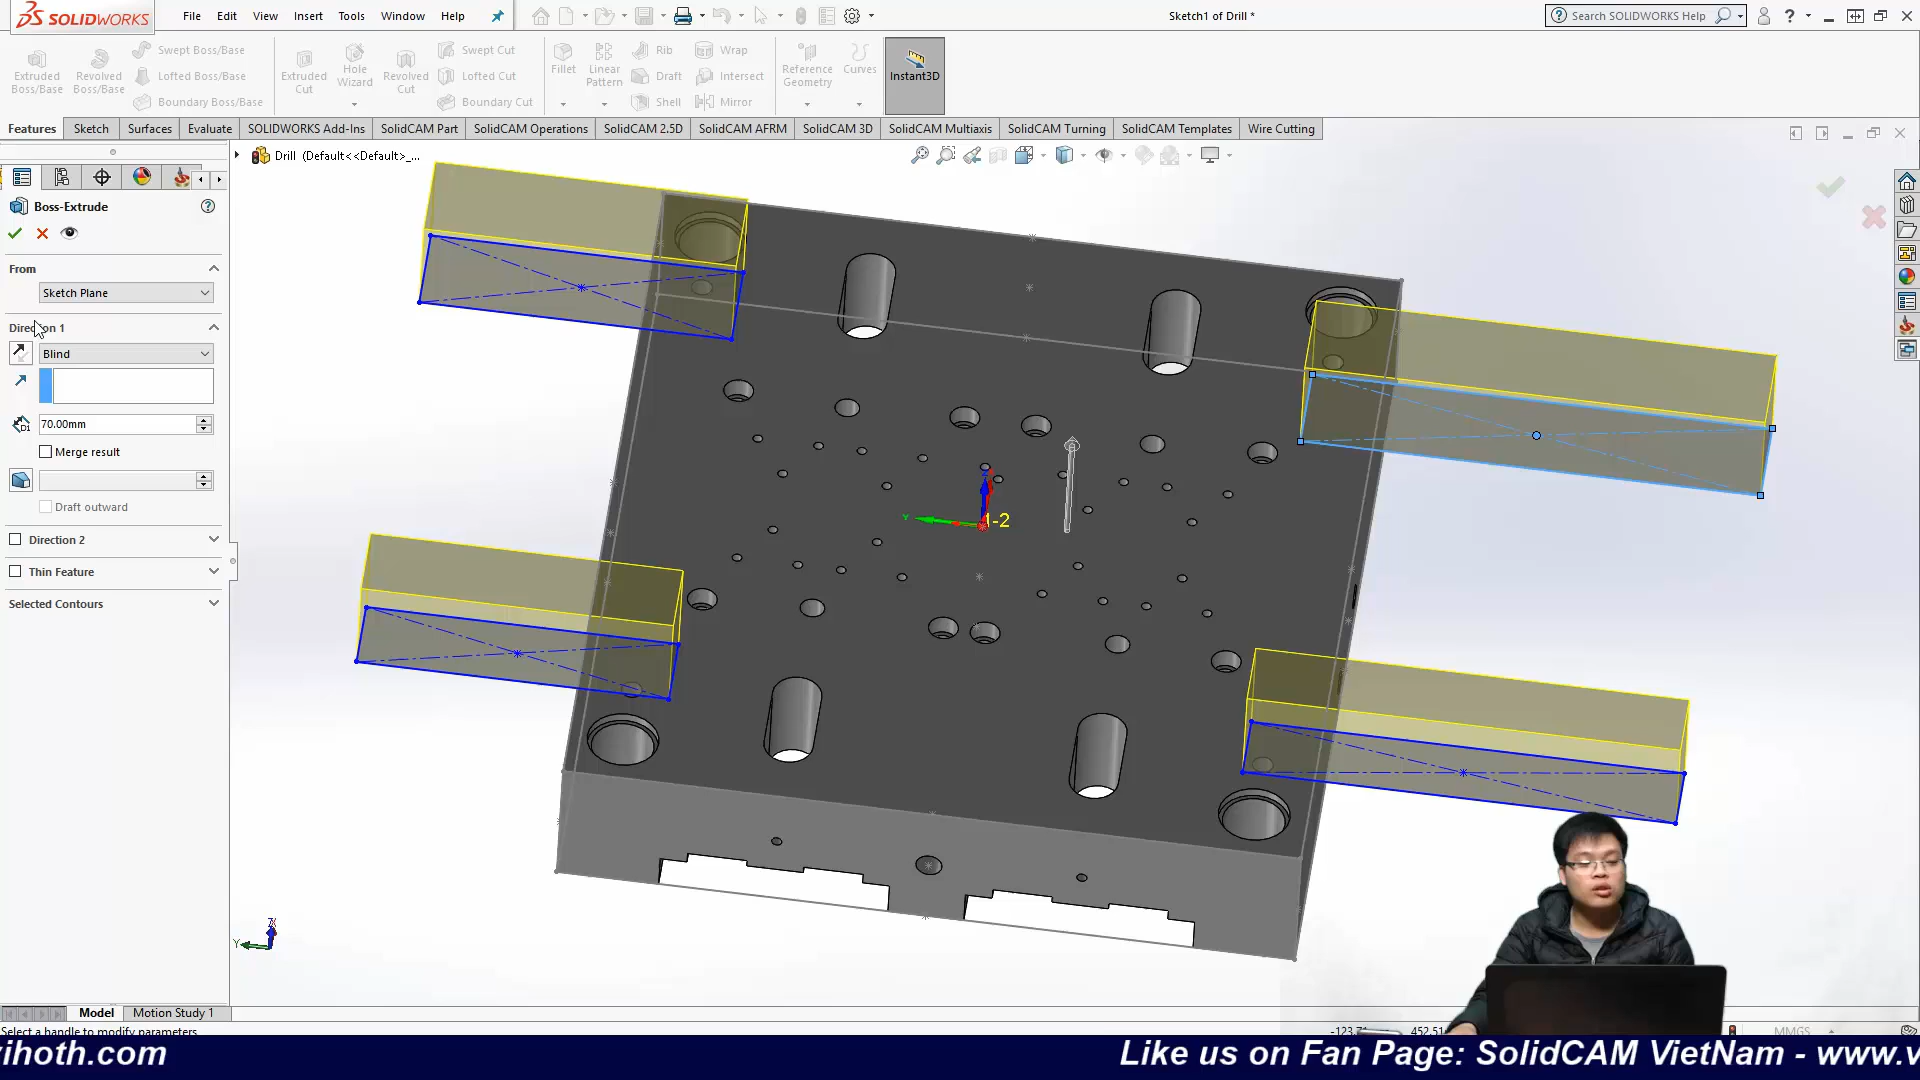 SOLIDWORKS
File Edit View Insert Tools Window Help
Sketch1 of Drill *
Search SOLIDWORKS Help
Extruded Boss/Base
Revolved Boss/Base
Swept Boss/Base
Lofted Boss/Base
Boundary Boss/Base
Extruded Cut
Hole Wizard
Revolved Cut
Swept Cut
Lofted Cut
Boundary Cut
Fillet
Linear Pattern
Rib
Draft
Shell
Wrap
Intersect
Mirror
Reference Geometry
Curves
Instant3D
Features Sketch Surfaces Evaluate SOLIDWORKS Add-Ins SolidCAM Part SolidCAM Operations SolidCAM 2.5D SolidCAM AFRM SolidCAM 3D SolidCAM Multiaxis SolidCAM Turning SolidCAM Templates Wire Cutting
Drill (Default<<Default>_...
Boss-Extrude
From
Sketch Plane
Direction 1
Blind
D1
70.00mm
Merge result
Draft outward
Direction 2
Thin Feature
Selected Contours
Z
Y
1-2
Z
Y
Model Motion Study 1
Select a handle to modify parameters
MMGS
vihoth.com
Like us on Fan Page: SolidCAM VietNam - www.v